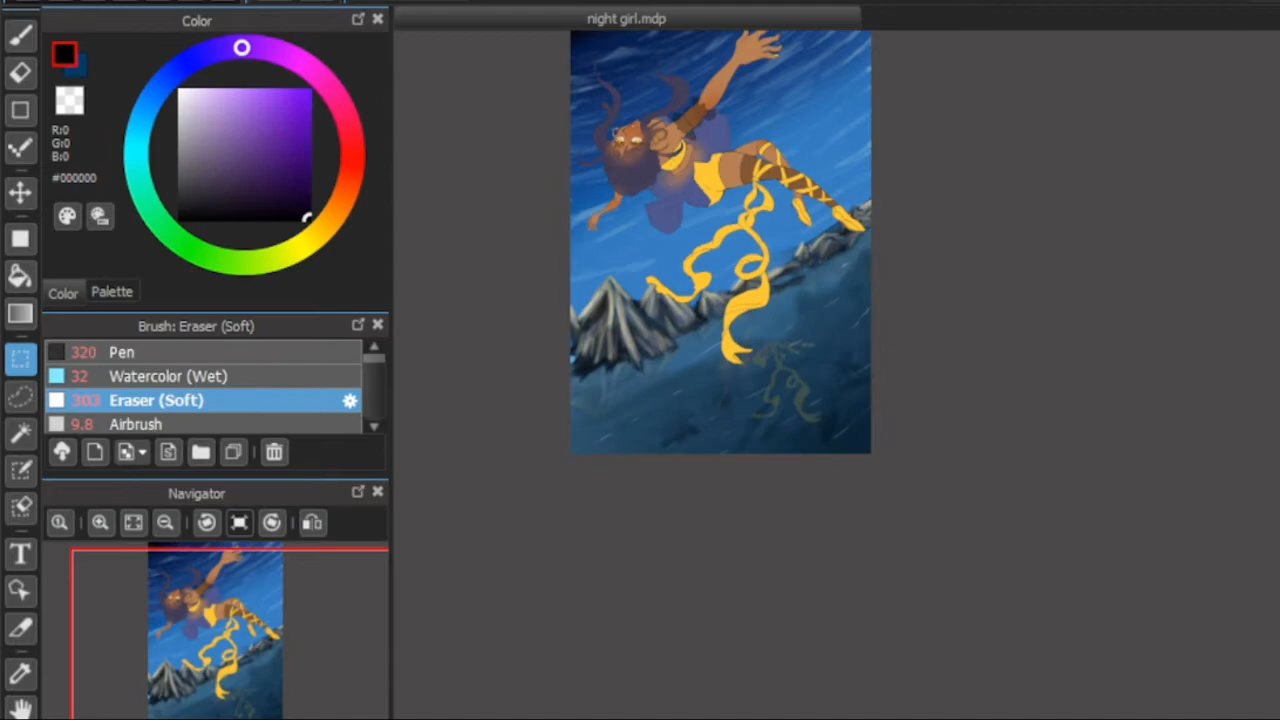 Color
night girl.mdp
R:0
G:0
B:0
#000000
Color
Palette
Brush: Eraser (Soft)
320 Pen
32 Watercolor (Wet)
303 Eraser (Soft)
9.8 Airbrush
Navigator